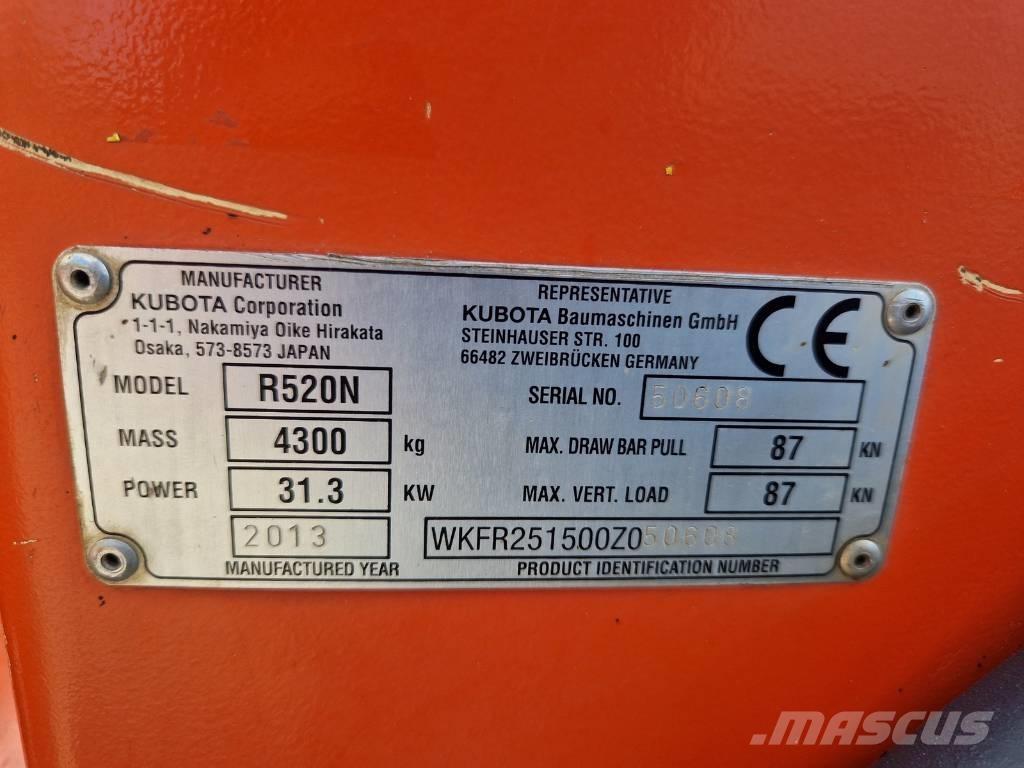 MANUFACTURER
KUBOTA Corporation
1-1-1, Nakamiya Oike Hirakata
Osaka, 573-8573 JAPAN
REPRESENTATIVE
KUBOTA Baumaschinen GmbH
STEINHAUSER STR. 100
66482 ZWEIBRÜCKEN GERMANY
CE
MODEL R520N
SERIAL NO. 50608
MASS 4300 kg
MAX. DRAW BAR PULL 87 KN
POWER 31.3 KW
MAX. VERT. LOAD 87 KN
2013
MANUFACTURED YEAR
WKFR251500Z050608
PRODUCT IDENTIFICATION NUMBER
MASCUS